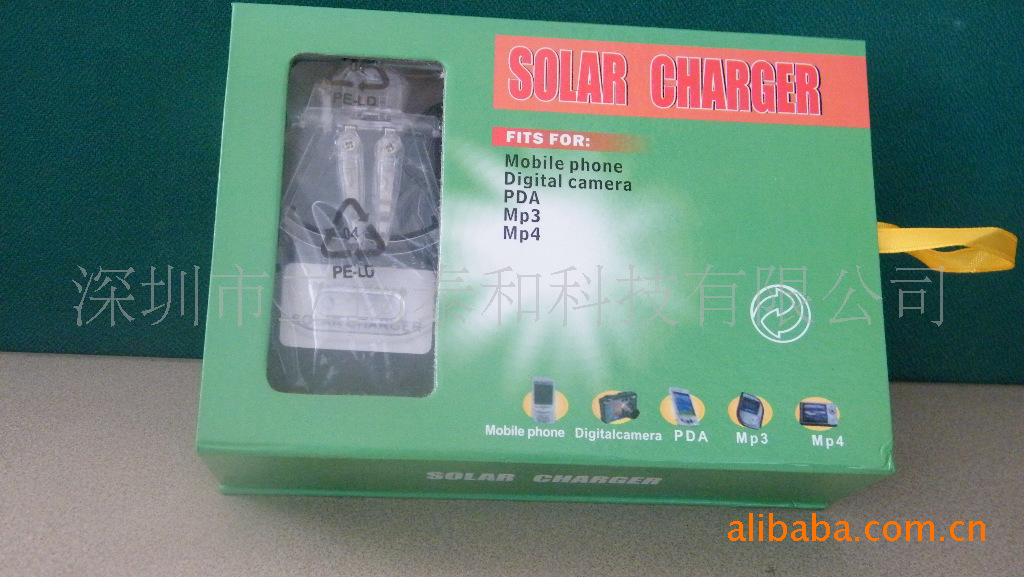 SOLAR CHARGER
FITS FOR:
Mobile phone
Digital camera
PDA
Mp3
Mp4
PE-LD
04
PE-LD
SOLAR CHARGER
深圳市 泰和科技有限公司
Mobile phone Digitalcamera PDA Mp3 Mp4
SOLAR CHARGER
alibaba.com.cn